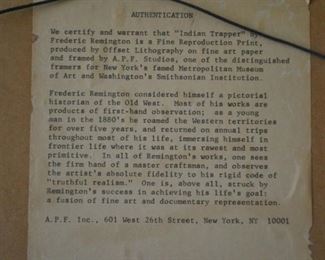 AUTHENTICATION
We certify and warrant that "Indian Trapper" by
Frederic Remington is a Fine Reproduction Print,
produced by Offset Lithography on fine art paper
and framed by A.P.F. Studios, one of the distinguished
framers for New York's famed Metropolitan Museum
of Art and Washington's Smithsonian Institution.
Frederic Remington considered himself a pictorial
historian of the Old West. Most of his works are
products of first-hand observation; as a young
man in the 1880's he roamed the Western territories
for over five years, and returned on annual trips
throughout most of his life, immersing himself in
frontier life where it was at its rawest and most
primitive. In all of Remington's works, one sees
the firm hand of a master craftsman, and observes
the artist's absolute fidelity to his rigid code of
"truthful realism." One is, above all, struck by
Remington's success in achieving his life's goal:
a fusion of fine art and documentary representation.
A.P.F. Inc., 601 West 26th Street, New York, NY 10001